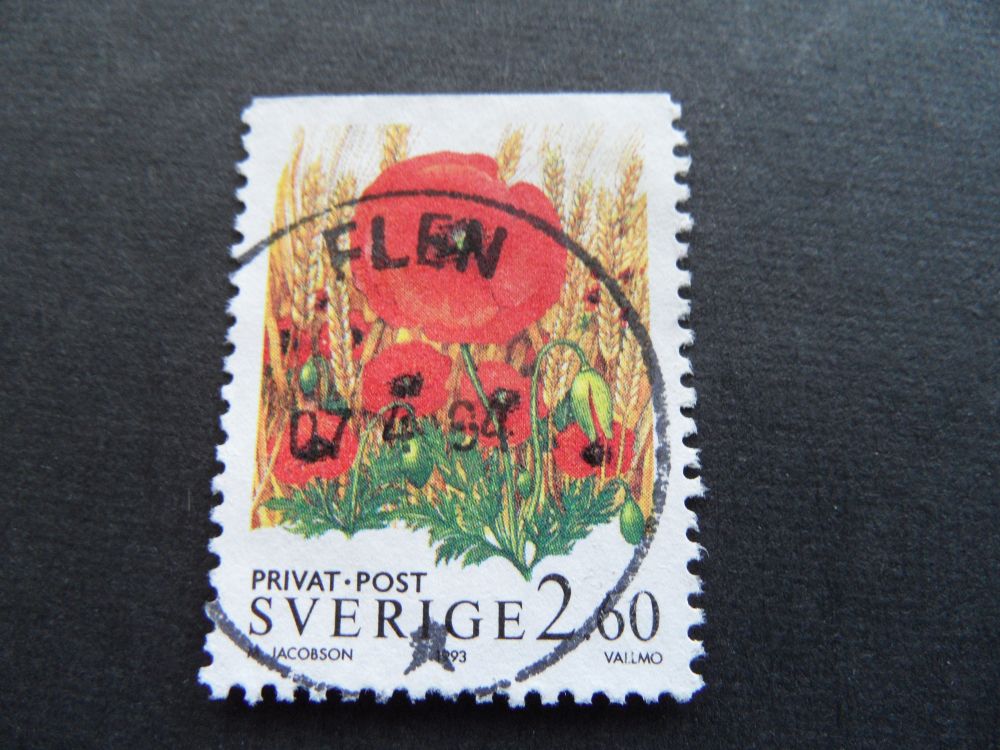 FLEN
07 4 94
PRIVAT·POST
SVERIGE 2.60
JACOBSON 1993 VALLMO